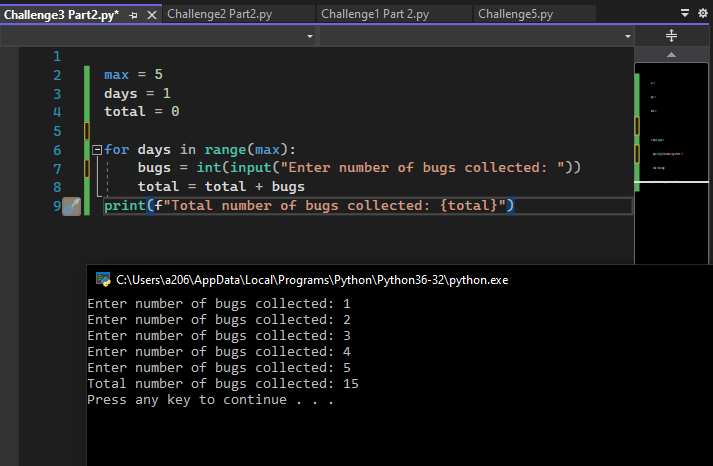 Challenge3 Part2.py* Challenge2 Part2.py Challenge1 Part 2.py Challenge5.py
1
2 max = 5
3 days = 1
4 total = 0
5
6 for days in range(max):
7 bugs = int(input("Enter number of bugs collected: "))
8 total = total + bugs
9 print(f"Total number of bugs collected: {total}")
C:\Users\a206\AppData\Local\Programs\Python\Python36-32\python.exe
Enter number of bugs collected: 1
Enter number of bugs collected: 2
Enter number of bugs collected: 3
Enter number of bugs collected: 4
Enter number of bugs collected: 5
Total number of bugs collected: 15
Press any key to continue . . .